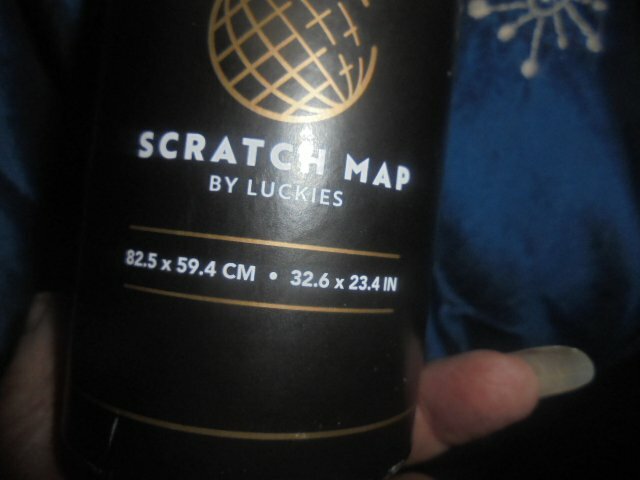 SCRATCH MAP
BY LUCKIES
82.5 x 59.4 CM • 32.6 x 23.4 IN